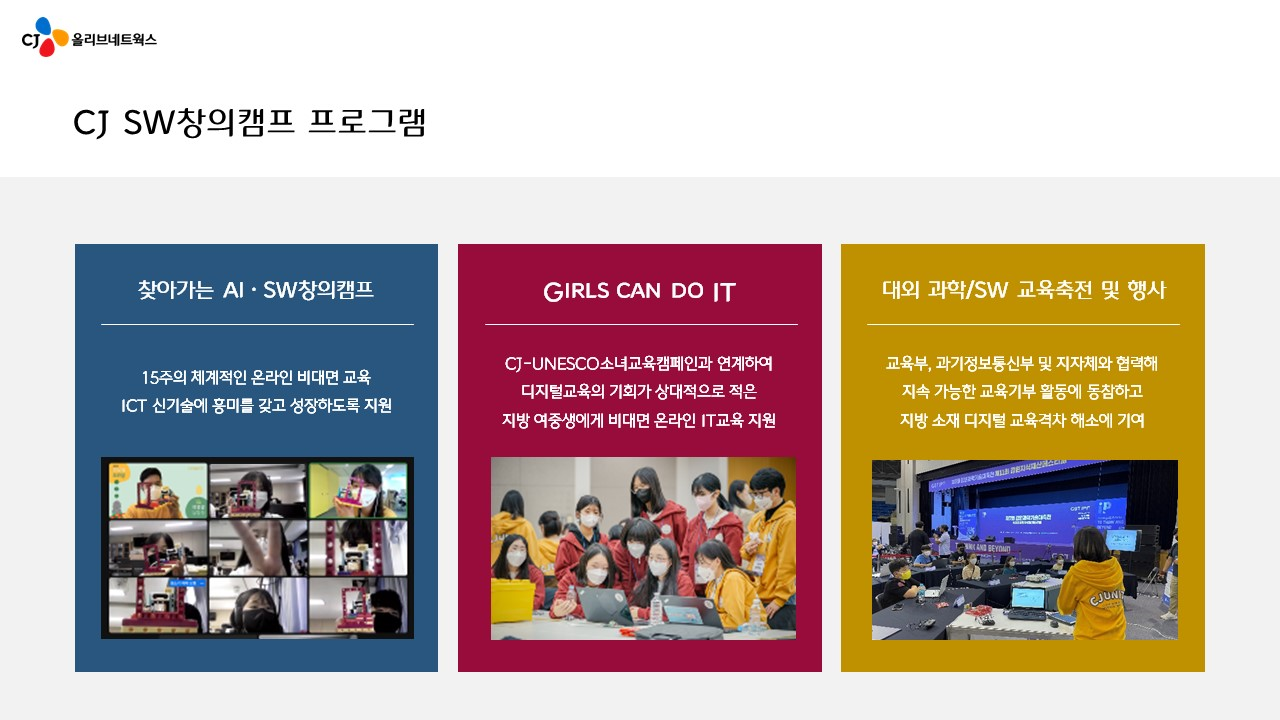 CJ 올리브네트웍스
CJ SW창의캠프 프로그램
찾아가는 AI · SW창의캠프
15주의 체계적인 온라인 비대면 교육
ICT 신기술에 흥미를 갖고 성장하도록 지원
GIRLS CAN DO IT
CJ-UNESCO소녀교육캠페인과 연계하여
디지털교육의 기회가 상대적으로 적은
지방 여중생에게 비대면 온라인 IT교육 지원
대외 과학/SW 교육축전 및 행사
교육부, 과기정보통신부 및 지자체와 협력해
지속 가능한 교육기부 활동에 동참하고
지방 소재 디지털 교육격차 해소에 기여
iP
AND BEYOND
CJUNIT